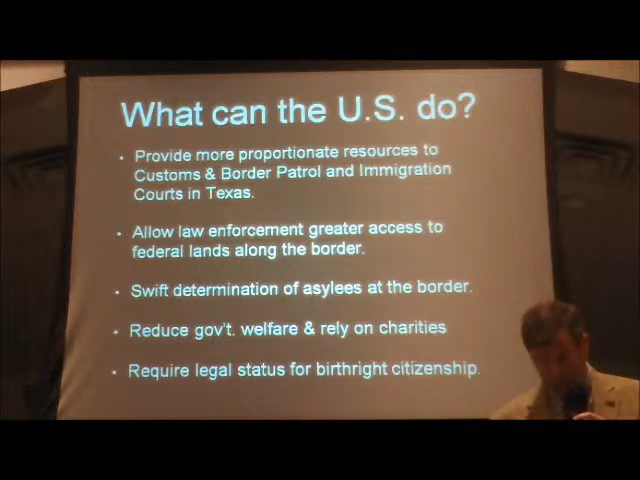 What can the U.S. do?
• Provide more proportionate resources to
Customs & Border Patrol and Immigration
Courts in Texas.
• Allow law enforcement greater access to
federal lands along the border.
• Swift determination of asylees at the border.
• Reduce gov't. welfare & rely on charities
• Require legal status for birthright citizenship.